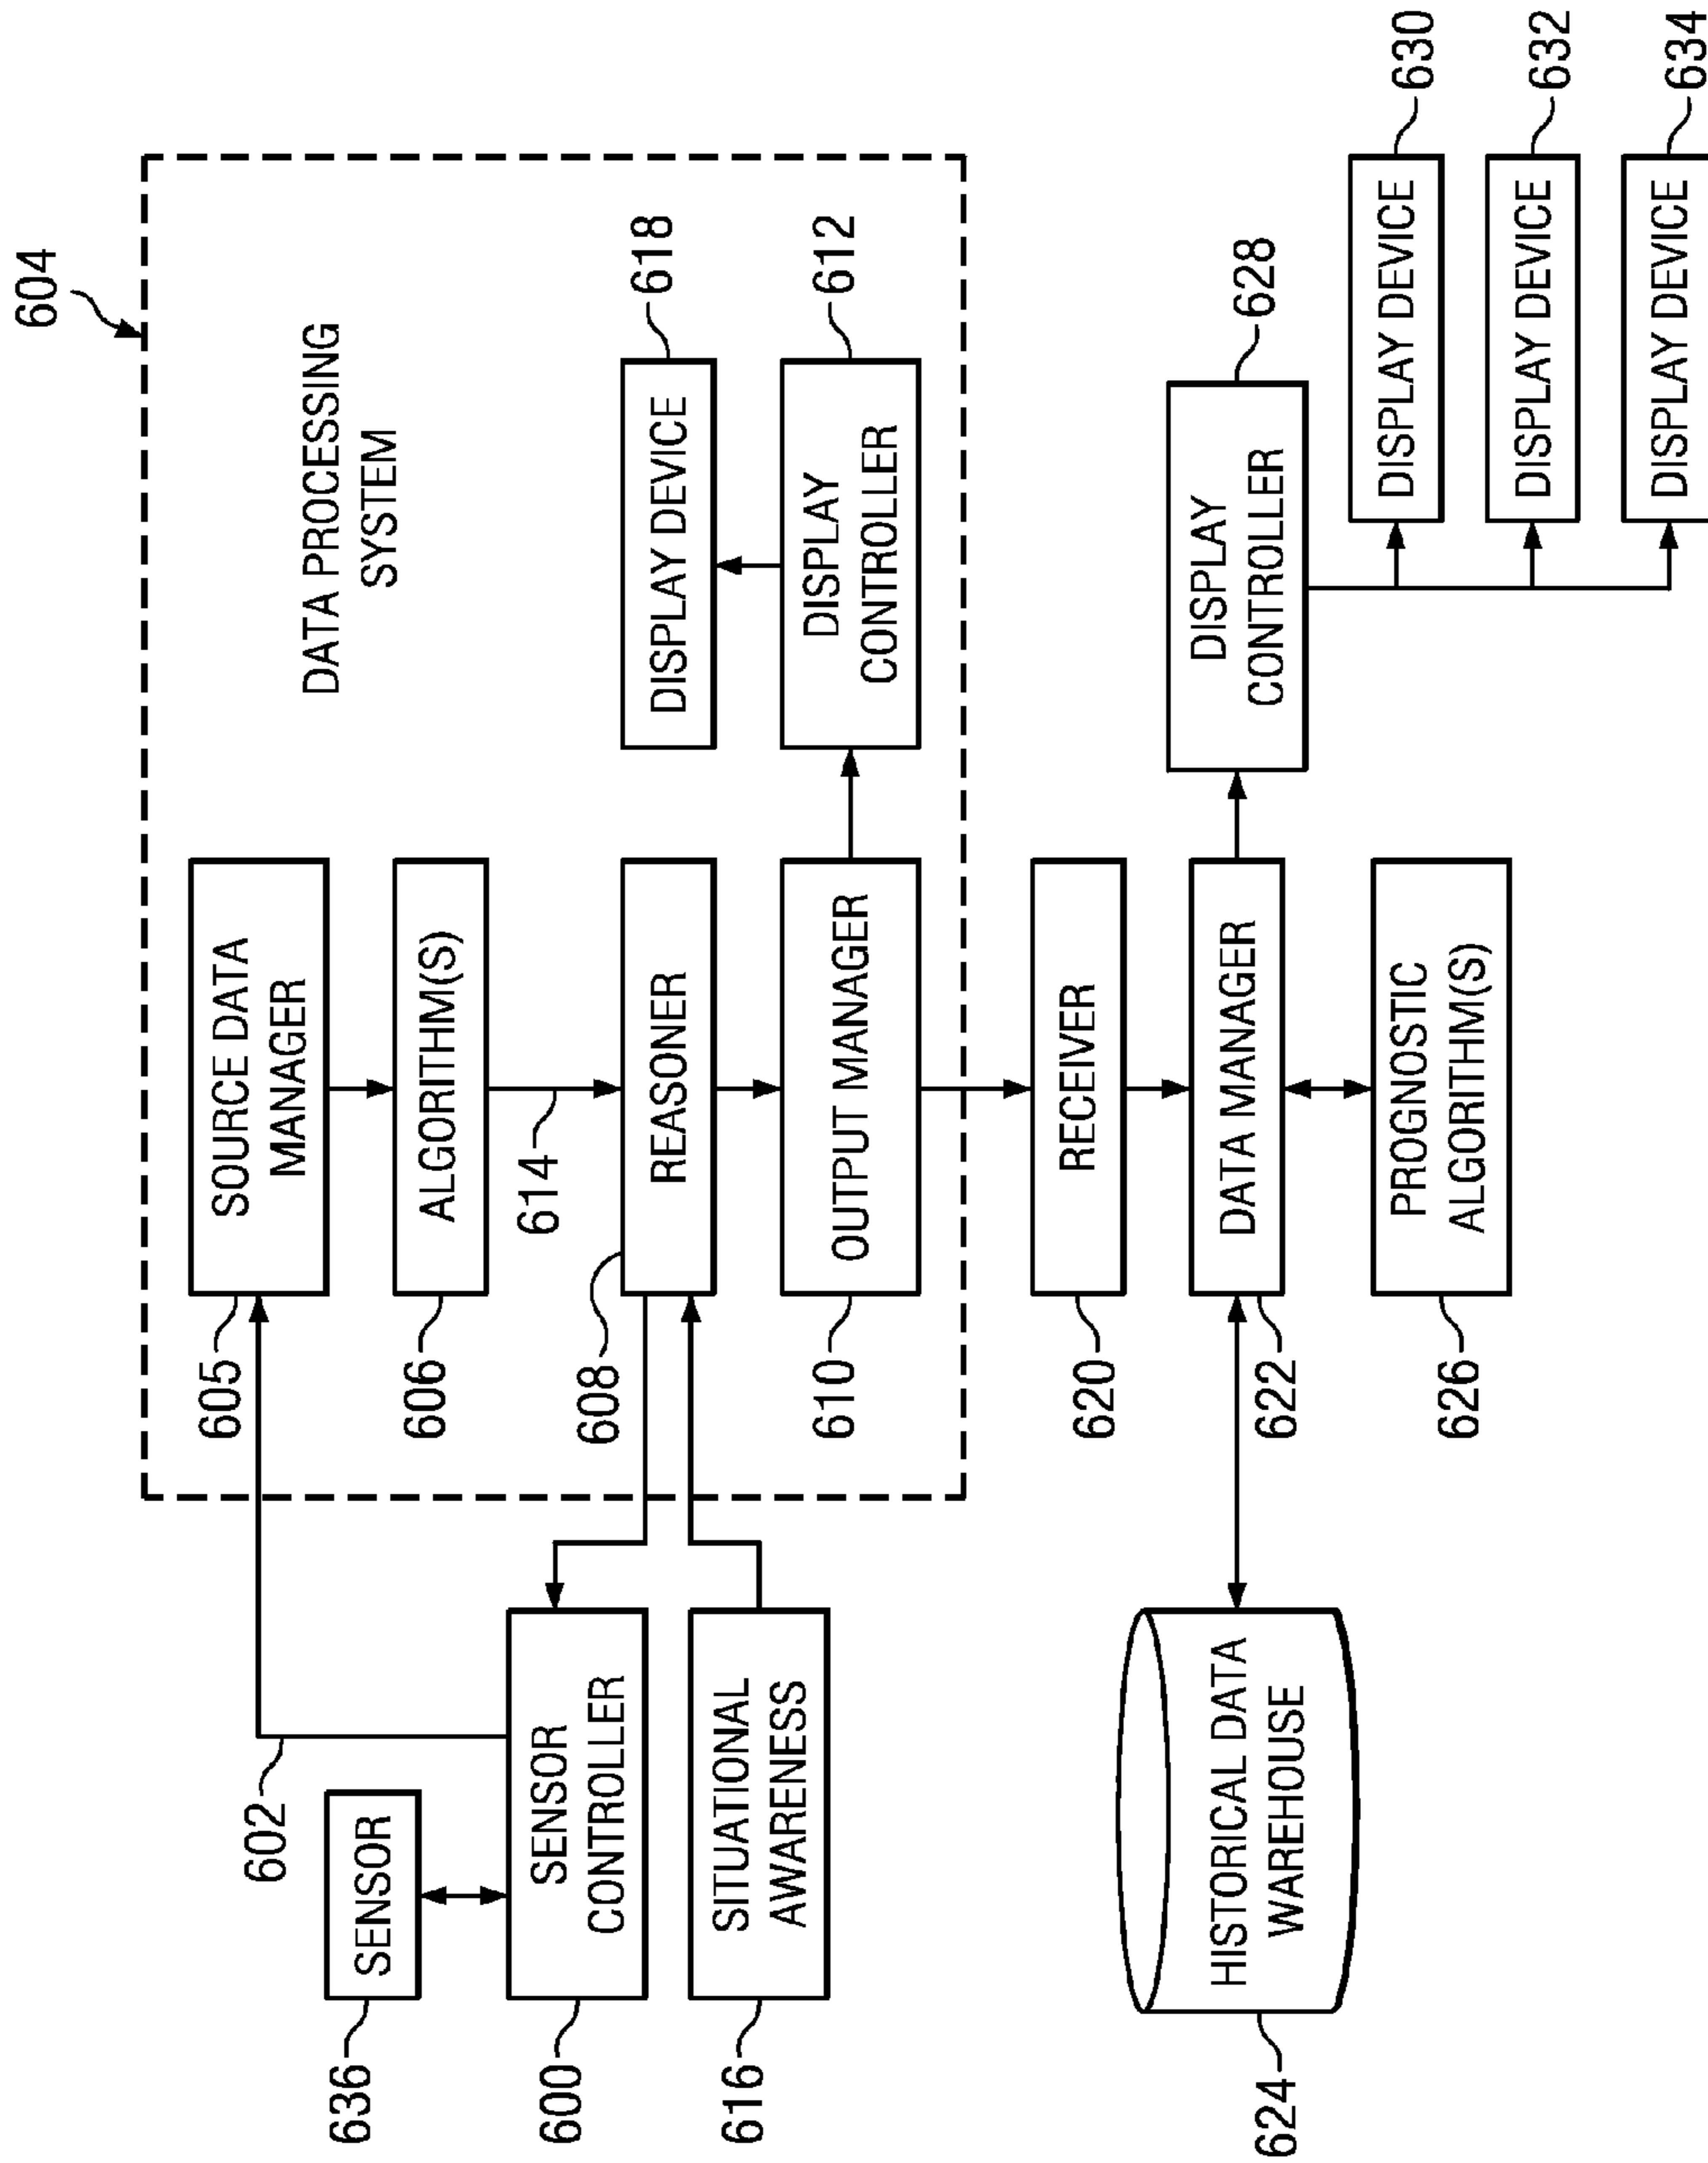 604
DATA PROCESSING
SYSTEM
605
SOURCE DATA
MANAGER
602
636
SENSOR
606
ALGORITHM(S)
614
600
SENSOR
CONTROLLER
608
REASONER
DISPLAY DEVICE
618
616
SITUATIONAL
AWARENESS
610
OUTPUT MANAGER
DISPLAY
CONTROLLER
612
620
RECEIVER
624
HISTORICAL DATA
WAREHOUSE
622
DATA MANAGER
DISPLAY
CONTROLLER
628
626
PROGNOSTIC
ALGORITHM(S)
DISPLAY DEVICE
630
DISPLAY DEVICE
632
DISPLAY DEVICE
634